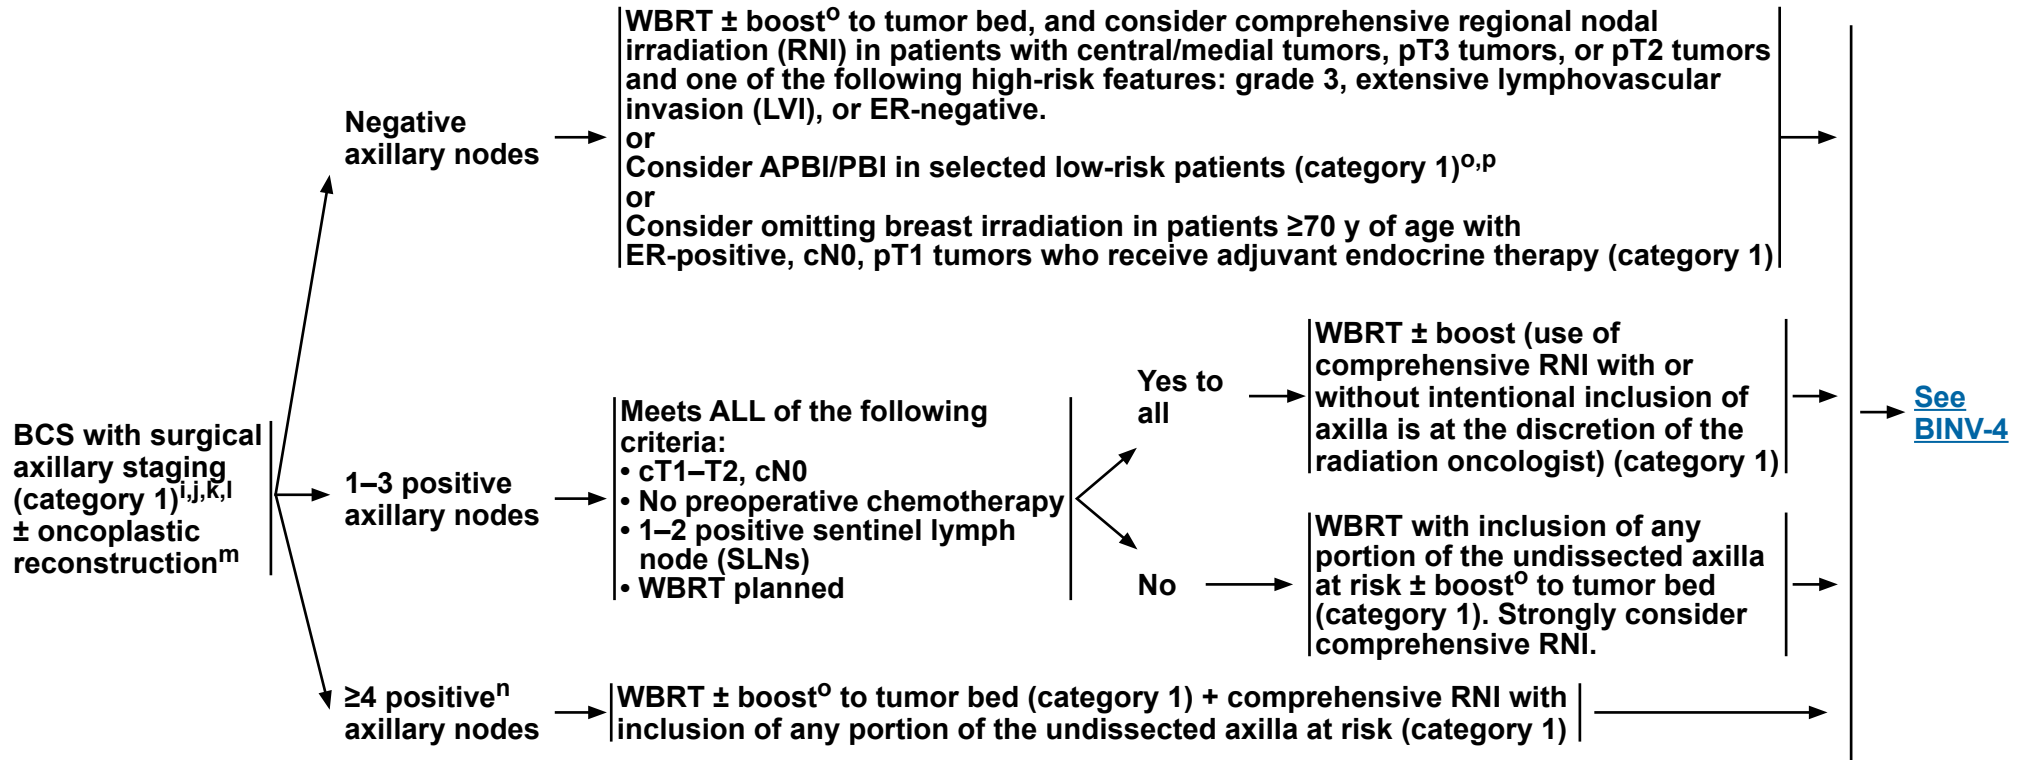 BCS with surgical
axillary staging
(category 1)i,j,k,l
± oncoplastic
reconstructionm
Negative
axillary nodes
WBRT ± boosto to tumor bed, and consider comprehensive regional nodal
irradiation (RNI) in patients with central/medial tumors, pT3 tumors, or pT2 tumors
and one of the following high-risk features: grade 3, extensive lymphovascular
invasion (LVI), or ER-negative.
or
Consider APBI/PBI in selected low-risk patients (category 1)o,p
or
Consider omitting breast irradiation in patients ≥70 y of age with
ER-positive, cN0, pT1 tumors who receive adjuvant endocrine therapy (category 1)
1–3 positive
axillary nodes
Meets ALL of the following
criteria:
• cT1–T2, cN0
• No preoperative chemotherapy
• 1–2 positive sentinel lymph
node (SLNs)
• WBRT planned
Yes to
all
WBRT ± boost (use of
comprehensive RNI with or
without intentional inclusion of
axilla is at the discretion of the
radiation oncologist) (category 1)
No
WBRT with inclusion of any
portion of the undissected axilla
at risk ± boosto to tumor bed
(category 1). Strongly consider
comprehensive RNI.
≥4 positiven
axillary nodes
WBRT ± boosto to tumor bed (category 1) + comprehensive RNI with
inclusion of any portion of the undissected axilla at risk (category 1)
See
BINV-4